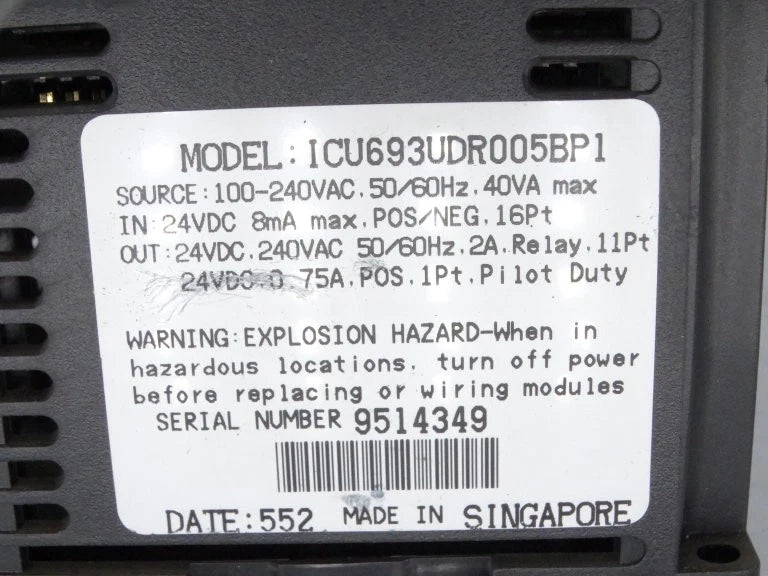 MODEL:ICU693UDR005BP1
SOURCE:100-240VAC,50/60Hz,40VA max
IN:24VDC 8mA max,POS/NEG,16Pt
OUT:24VDC,240VAC 50/60Hz,2A,Relay,11Pt
24VDC,0.75A,POS,1Pt,Pilot Duty
WARNING:EXPLOSION HAZARD-When in
hazardous locations, turn off power
before replacing or wiring modules
SERIAL NUMBER 9514349
DATE:552 MADE IN SINGAPORE